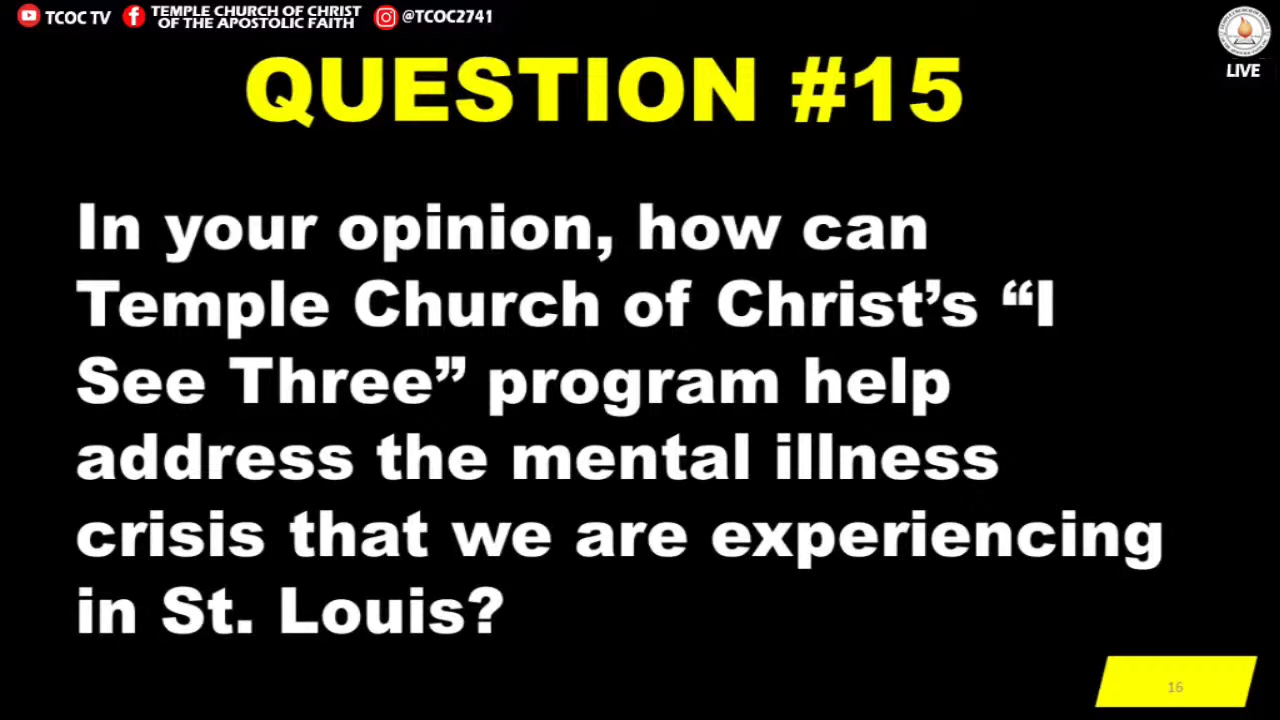 TCOC TV TEMPLE CHURCH OF CHRIST OF THE APOSTOLIC FAITH @TCOC2741
LIVE
QUESTION #15
In your opinion, how can
Temple Church of Christ’s “I
See Three” program help
address the mental illness
crisis that we are experiencing
in St. Louis?
16